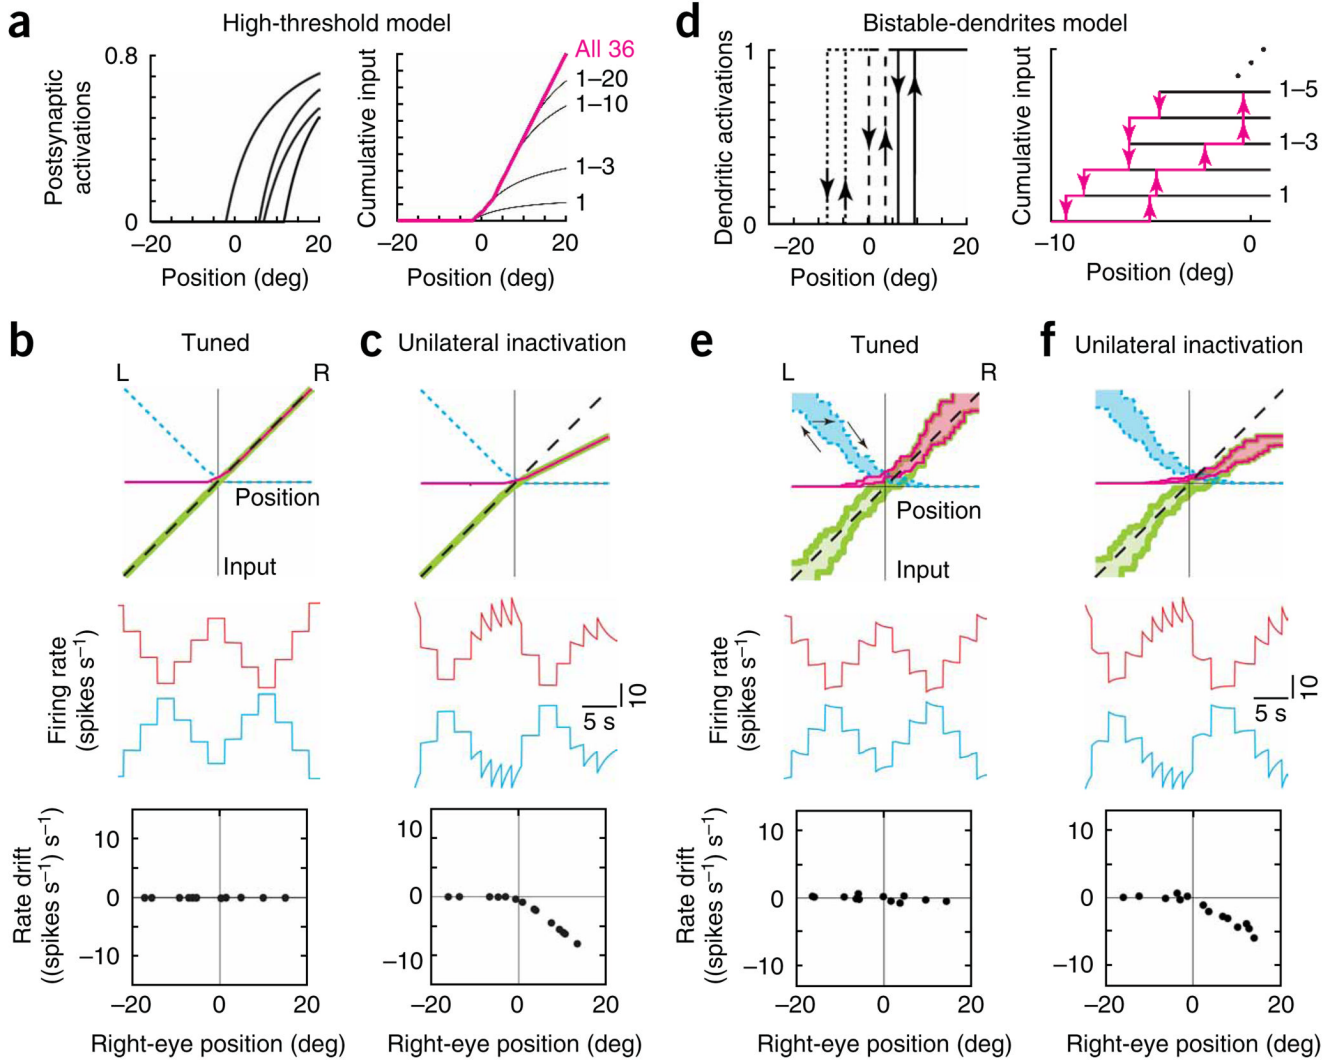 a
High-threshold model
Postsynaptic
activations
0.8
0
−20
0
20
Position (deg)
Cumulative input
All 36
1–20
1–10
1–3
1
−20
0
20
Position (deg)
d
Bistable-dendrites model
Dendritic activations
1
0
−20
0
20
Position (deg)
Cumulative input
1–5
1–3
1
−10
0
Position (deg)
b
Tuned
L
R
Position
Input
c
Unilateral inactivation
Firing rate
(spikes s−1)
10
5 s
Rate drift
((spikes s−1) s−1)
10
0
−10
−20
0
20
Right-eye position (deg)
10
0
−10
−20
0
20
Right-eye position (deg)
e
Tuned
L
R
Position
Input
f
Unilateral inactivation
Firing rate
(spikes s−1)
10
5 s
Rate drift
((spikes s−1) s−1)
10
0
−10
−20
0
20
Right-eye position (deg)
10
0
−10
−20
0
20
Right-eye position (deg)